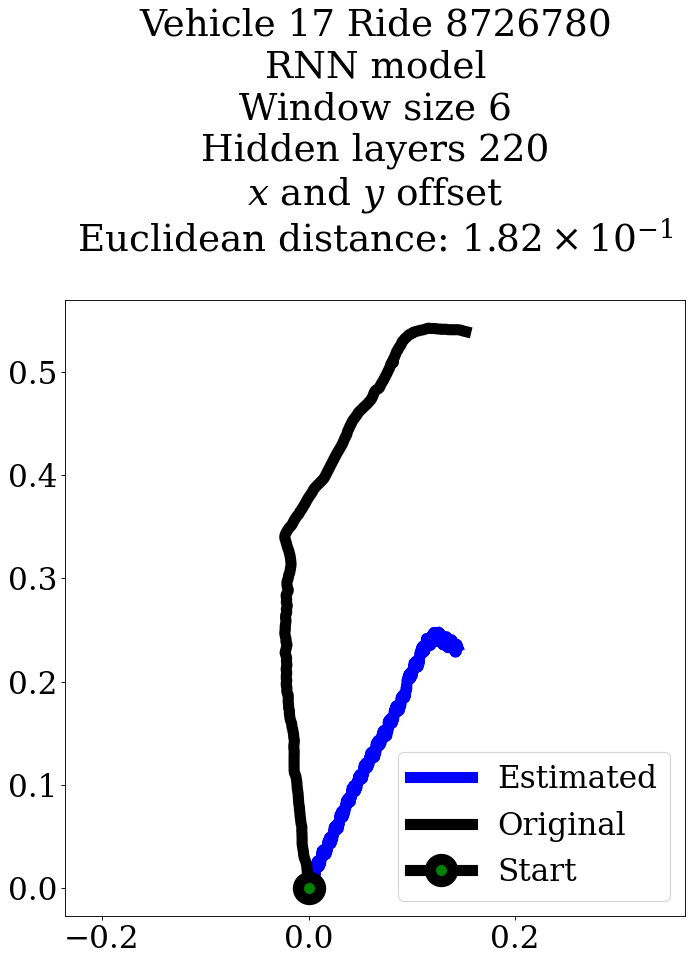 Vehicle 17 Ride 8726780
RNN model
Window size 6
Hidden layers 220
x and y offset
Euclidean distance: 1.82 × 10⁻¹
0.5
0.4
0.3
0.2
0.1
0.0
Estimated
Original
Start
−0.2 0.0 0.2